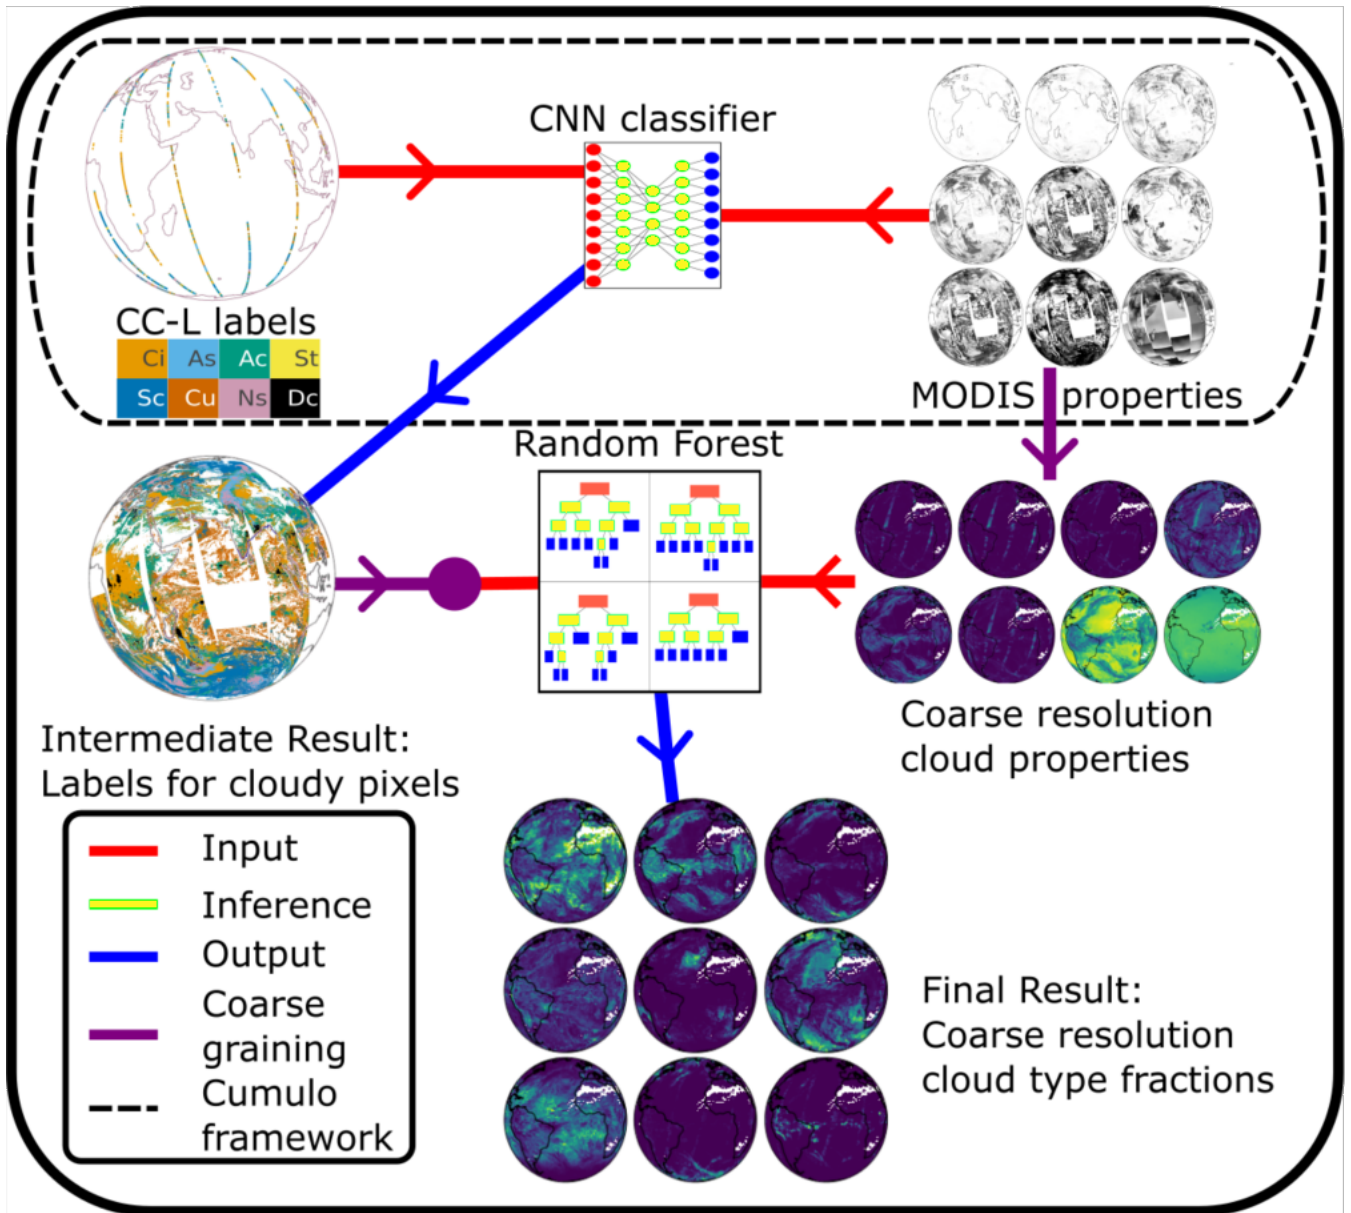 CNN classifier
CC-L labels
Ci As Ac St
Sc Cu Ns Dc
MODIS properties
Random Forest
Coarse resolution
cloud properties
Intermediate Result:
Labels for cloudy pixels
Input
Inference
Output
Coarse
graining
Cumulo
framework
Final Result:
Coarse resolution
cloud type fractions